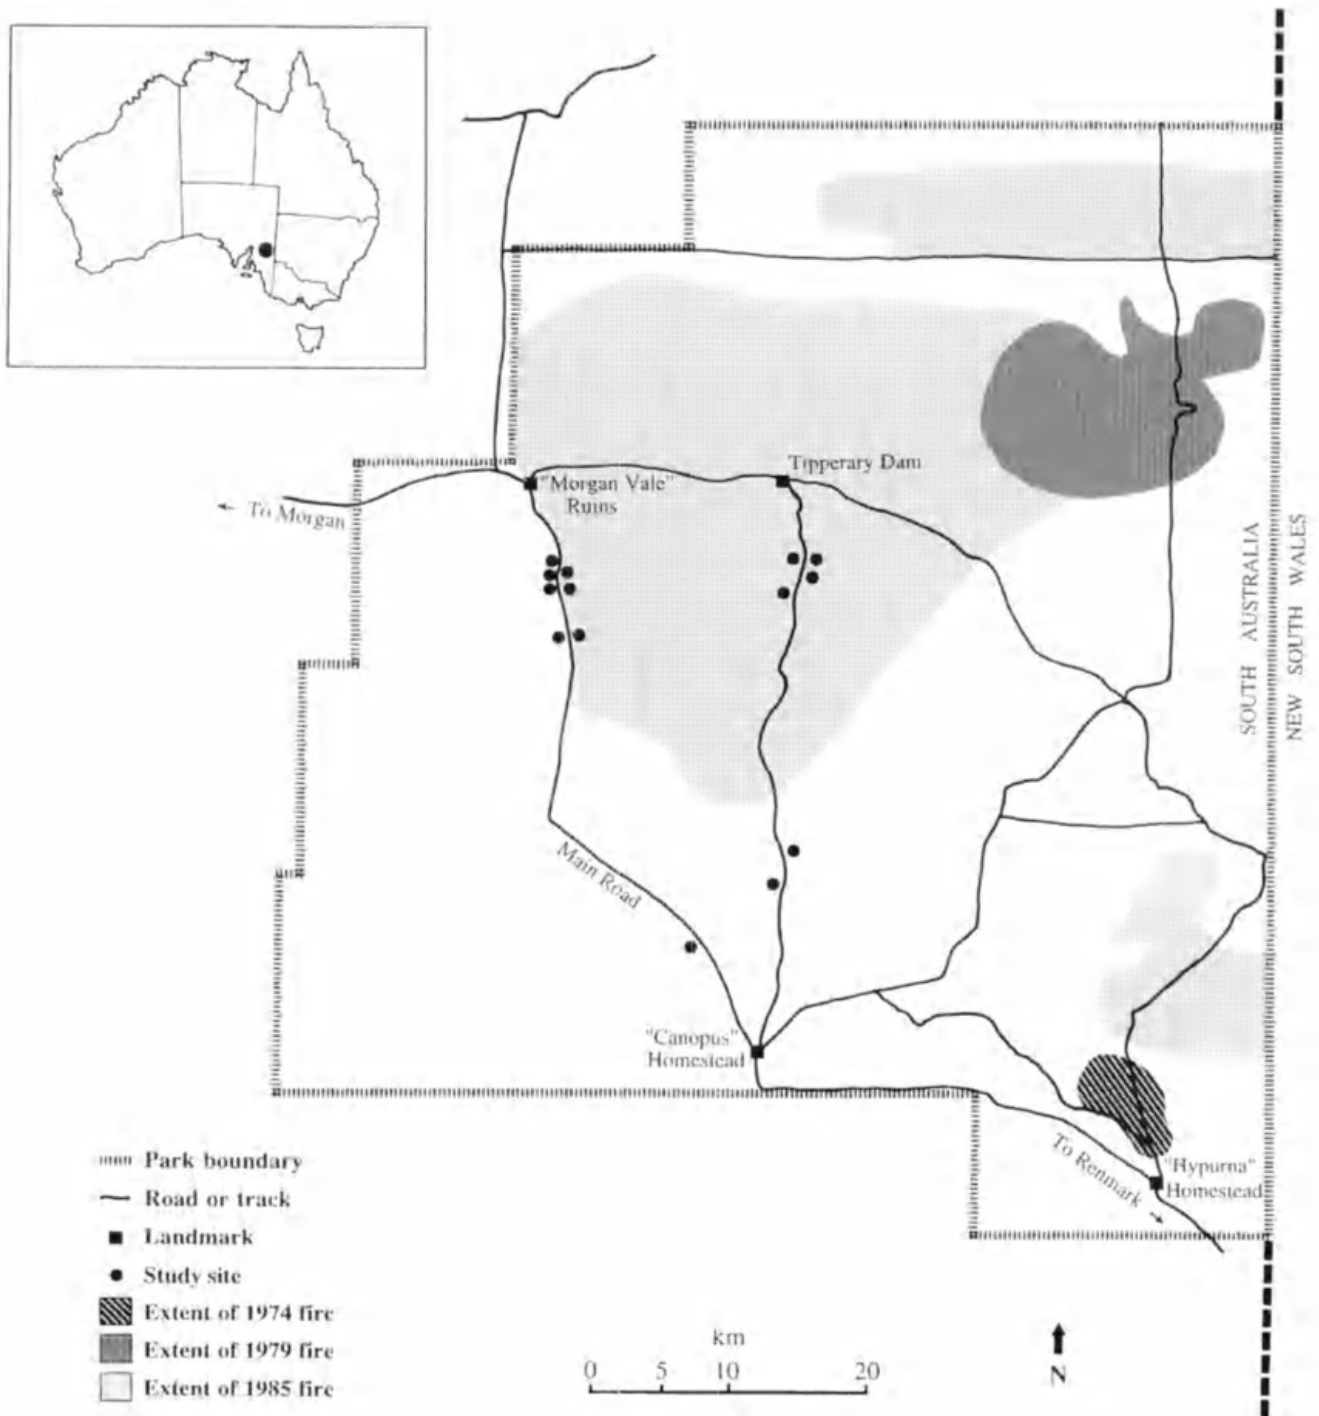 "Morgan Vale"
Ruins
Tipperary Dam
← To Morgan
SOUTH AUSTRALIA
NEW SOUTH WALES
Main Road
"Canopus"
Homestead
To Renmark →
"Hypurna"
Homestead
Park boundary
Road or track
Landmark
Study site
Extent of 1974 fire
Extent of 1979 fire
Extent of 1985 fire
km
0 5 10 20
N